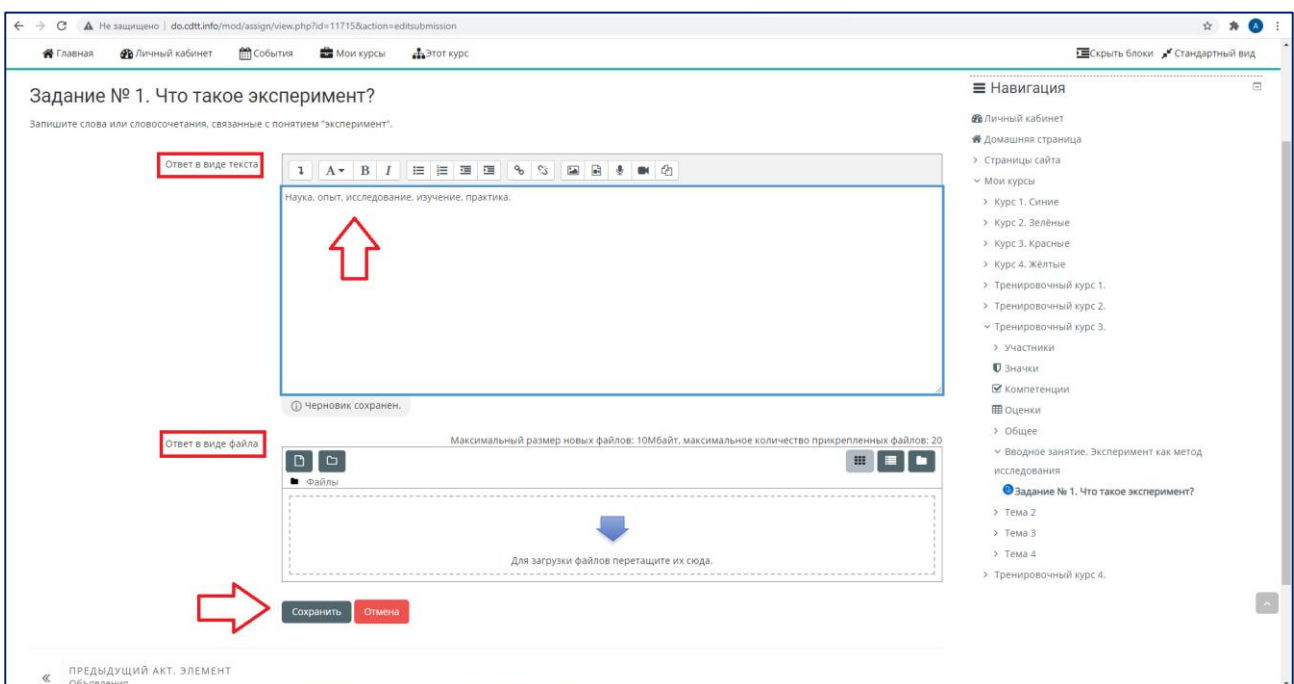 Не защищено | do.cdtt.info/mod/assign/view.php?id=11715&action=editsubmission
Главная Личный кабинет События Мои курсы Этот курс Скрыть блоки Стандартный вид
Задание № 1. Что такое эксперимент?
Запишите слова или словосочетания, связанные с понятием "эксперимент".
Ответ в виде текста
A B I
Наука, опыт, исследование, изучение, практика.
Черновик сохранен.
Ответ в виде файла
Максимальный размер новых файлов: 10Мбайт, максимальное количество прикрепленных файлов: 20
Файлы
Для загрузки файлов перетащите их сюда.
Сохранить Отмена
ПРЕДЫДУЩИЙ АКТ. ЭЛЕМЕНТ
Объявления
Навигация
Личный кабинет
Домашняя страница
Страницы сайта
Мои курсы
Курс 1. Синие
Курс 2. Зелёные
Курс 3. Красные
Курс 4. Жёлтые
Тренировочный курс 1.
Тренировочный курс 2.
Тренировочный курс 3.
Участники
Значки
Компетенции
Оценки
Общее
Вводное занятие. Эксперимент как метод
исследования
Задание № 1. Что такое эксперимент?
Тема 2
Тема 3
Тема 4
Тренировочный курс 4.